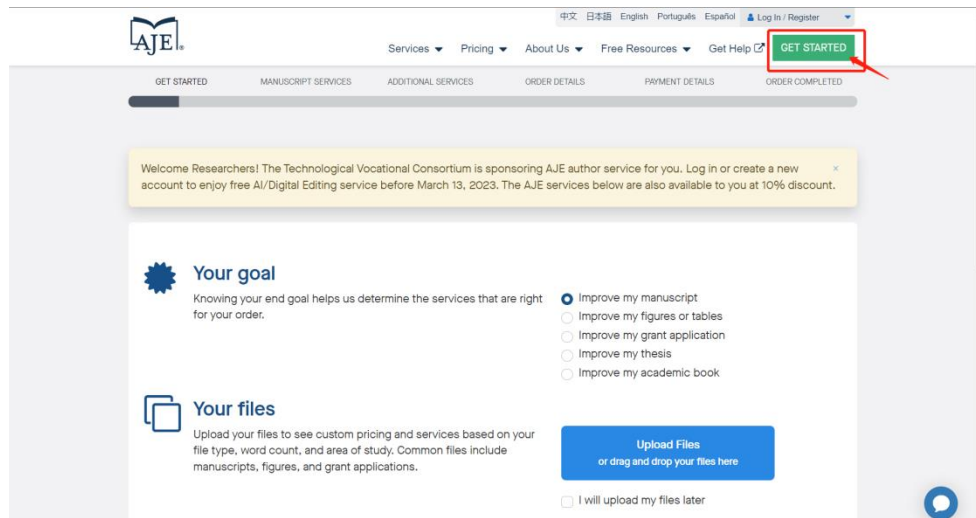 中文 日本語 English Português Español Log In / Register
AJE®
Services Pricing About Us Free Resources Get Help GET STARTED
GET STARTED MANUSCRIPT SERVICES ADDITIONAL SERVICES ORDER DETAILS PAYMENT DETAILS ORDER COMPLETED
Welcome Researchers! The Technological Vocational Consortium is sponsoring AJE author service for you. Log in or create a new ×
account to enjoy free AI/Digital Editing service before March 13, 2023. The AJE services below are also available to you at 10% discount.
Your goal
Knowing your end goal helps us determine the services that are right
for your order.
Improve my manuscript
Improve my figures or tables
Improve my grant application
Improve my thesis
Improve my academic book
Your files
Upload your files to see custom pricing and services based on your
file type, word count, and area of study. Common files include
manuscripts, figures, and grant applications.
Upload Files
or drag and drop your files here
I will upload my files later